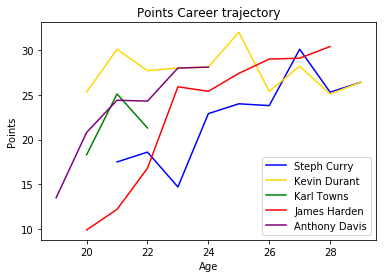 Points Career trajectory
Points
30
25
20
15
10
20
22
24
26
28
Age
Steph Curry
Kevin Durant
Karl Towns
James Harden
Anthony Davis